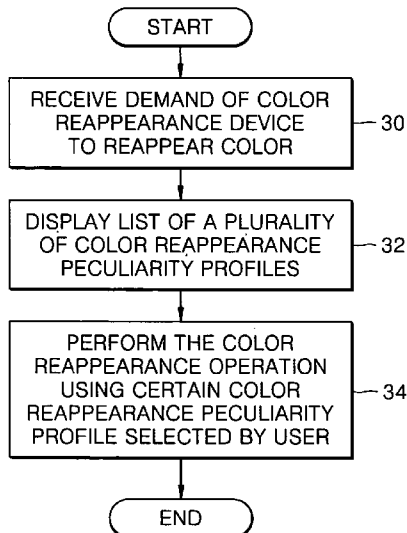 START
RECEIVE DEMAND OF COLOR
REAPPEARANCE DEVICE
TO REAPPEAR COLOR
30
DISPLAY LIST OF A PLURALITY
OF COLOR REAPPEARANCE
PECULIARITY PROFILES
32
PERFORM THE COLOR
REAPPEARANCE OPERATION
USING CERTAIN COLOR
REAPPEARANCE PECULIARITY
PROFILE SELECTED BY USER
34
END